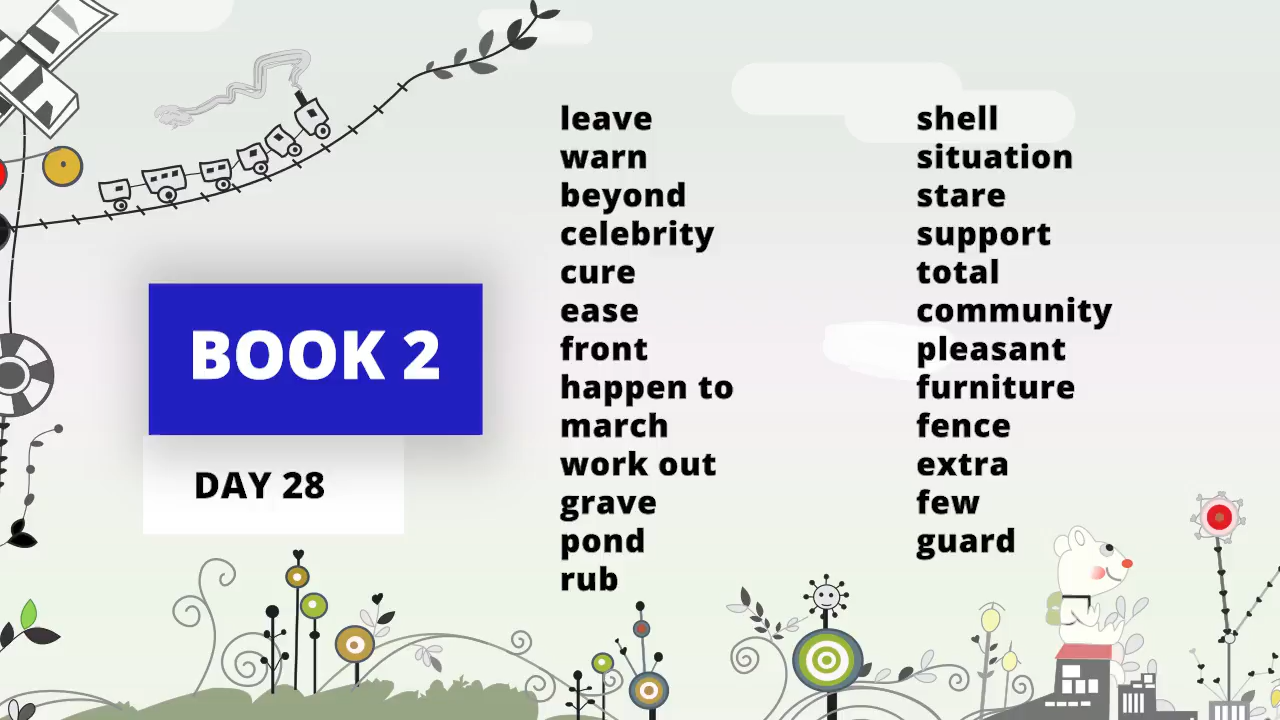 BOOK 2
DAY 28
leave
warn
beyond
celebrity
cure
ease
front
happen to
march
work out
grave
pond
rub
shell
situation
stare
support
total
community
pleasant
furniture
fence
extra
few
guard